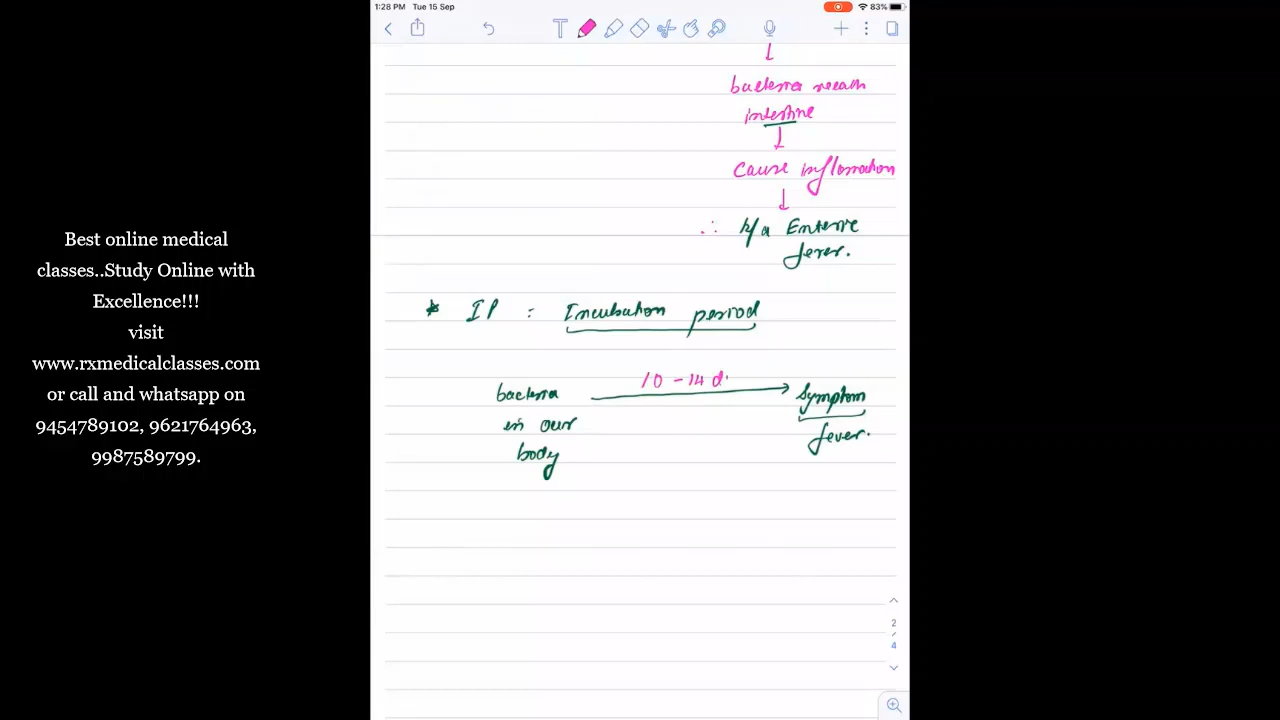 1:28 PM Tue 15 Sep 83%
Best online medical
classes..Study Online with
Excellence!!!
visit
www.rxmedicalclasses.com
or call and whatsapp on
9454789102, 9621764963,
9987589799.
bacteria reach
intestine
↓
Cause inflamation
↓
∴ k/a Enteric
fever.
* IP : Incubation period
10 - 14 d.
bacteria → Symptom
in our fever.
body
2
4